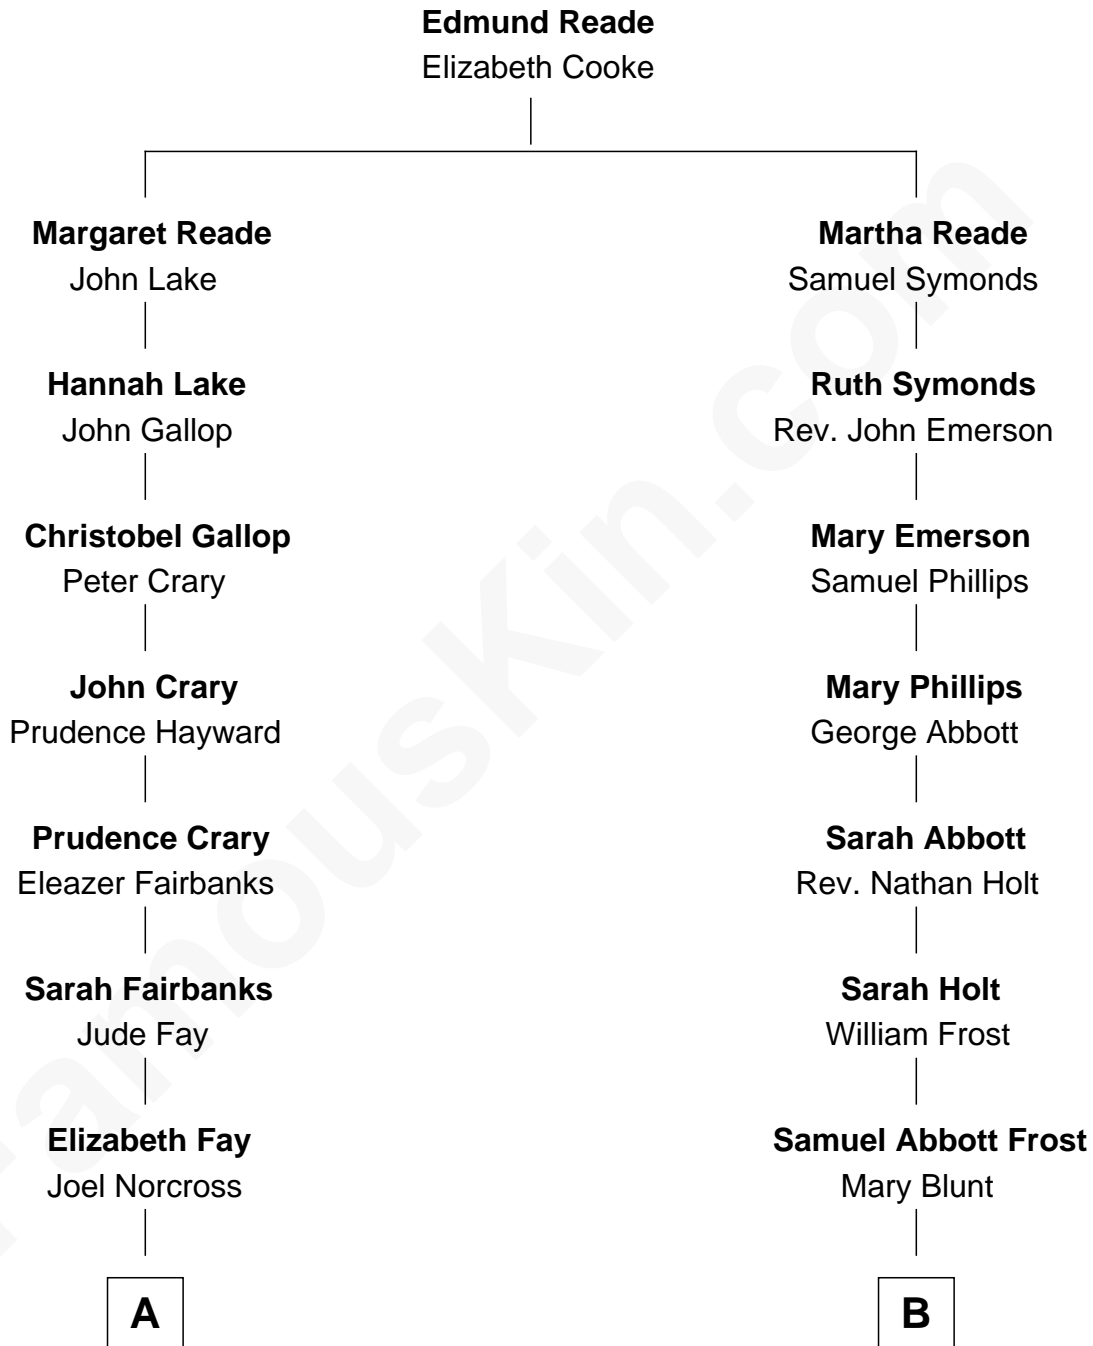 Edmund Reade
Elizabeth Cooke
Margaret Reade
John Lake
Hannah Lake
John Gallop
Christobel Gallop
Peter Crary
John Crary
Prudence Hayward
Prudence Crary
Eleazer Fairbanks
Sarah Fairbanks
Jude Fay
Elizabeth Fay
Joel Norcross
A
Martha Reade
Samuel Symonds
Ruth Symonds
Rev. John Emerson
Mary Emerson
Samuel Phillips
Mary Phillips
George Abbott
Sarah Abbott
Rev. Nathan Holt
Sarah Holt
William Frost
Samuel Abbott Frost
Mary Blunt
B
FamousKin.com